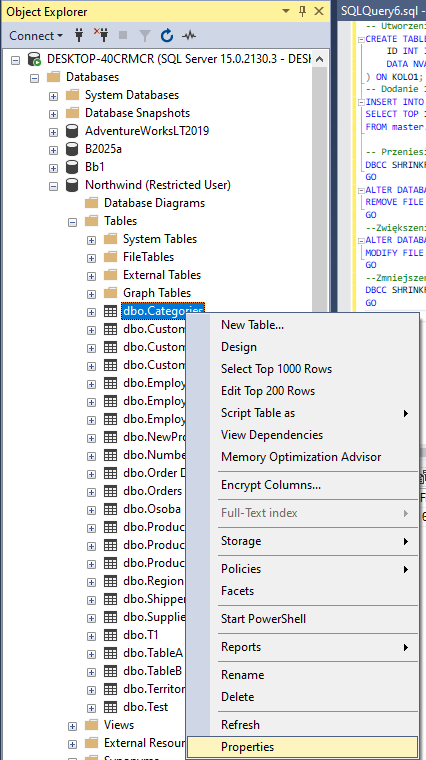 Object Explorer
SQLQuery6.sql -
Connect
DESKTOP-40CRMCR (SQL Server 15.0.2130.3 - DESK
Databases
System Databases
Database Snapshots
AdventureWorksLT2019
B2025a
Bb1
Northwind (Restricted User)
Database Diagrams
Tables
System Tables
FileTables
External Tables
Graph Tables
dbo.Categories
dbo.Custom
dbo.Custom
dbo.Custom
dbo.Employ
dbo.Employ
dbo.Employ
dbo.NewPro
dbo.Numbe
dbo.Order D
dbo.Orders
dbo.Osoba
dbo.Produc
dbo.Produc
dbo.Produc
dbo.Region
dbo.Shipper
dbo.Supplie
dbo.T1
dbo.TableA
dbo.TableB
dbo.Territor
dbo.Test
Views
External Resour
Synonyms
-- Utworzen
CREATE TABLE
ID INT
DATA NVA
) ON KOLO1;
-- Dodanie
INSERT INTO
SELECT TOP
FROM master.
-- Przeniesi
DBCC SHRINKF
GO
ALTER DATABA
REMOVE FILE
GO
--Zwiększeni
ALTER DATABA
MODIFY FILE
GO
--Zmniejszen
DBCC SHRINKF
GO
New Table...
Design
Select Top 1000 Rows
Edit Top 200 Rows
Script Table as
View Dependencies
Memory Optimization Advisor
Encrypt Columns...
Full-Text index
Storage
Policies
Facets
Start PowerShell
Reports
Rename
Delete
Refresh
Properties